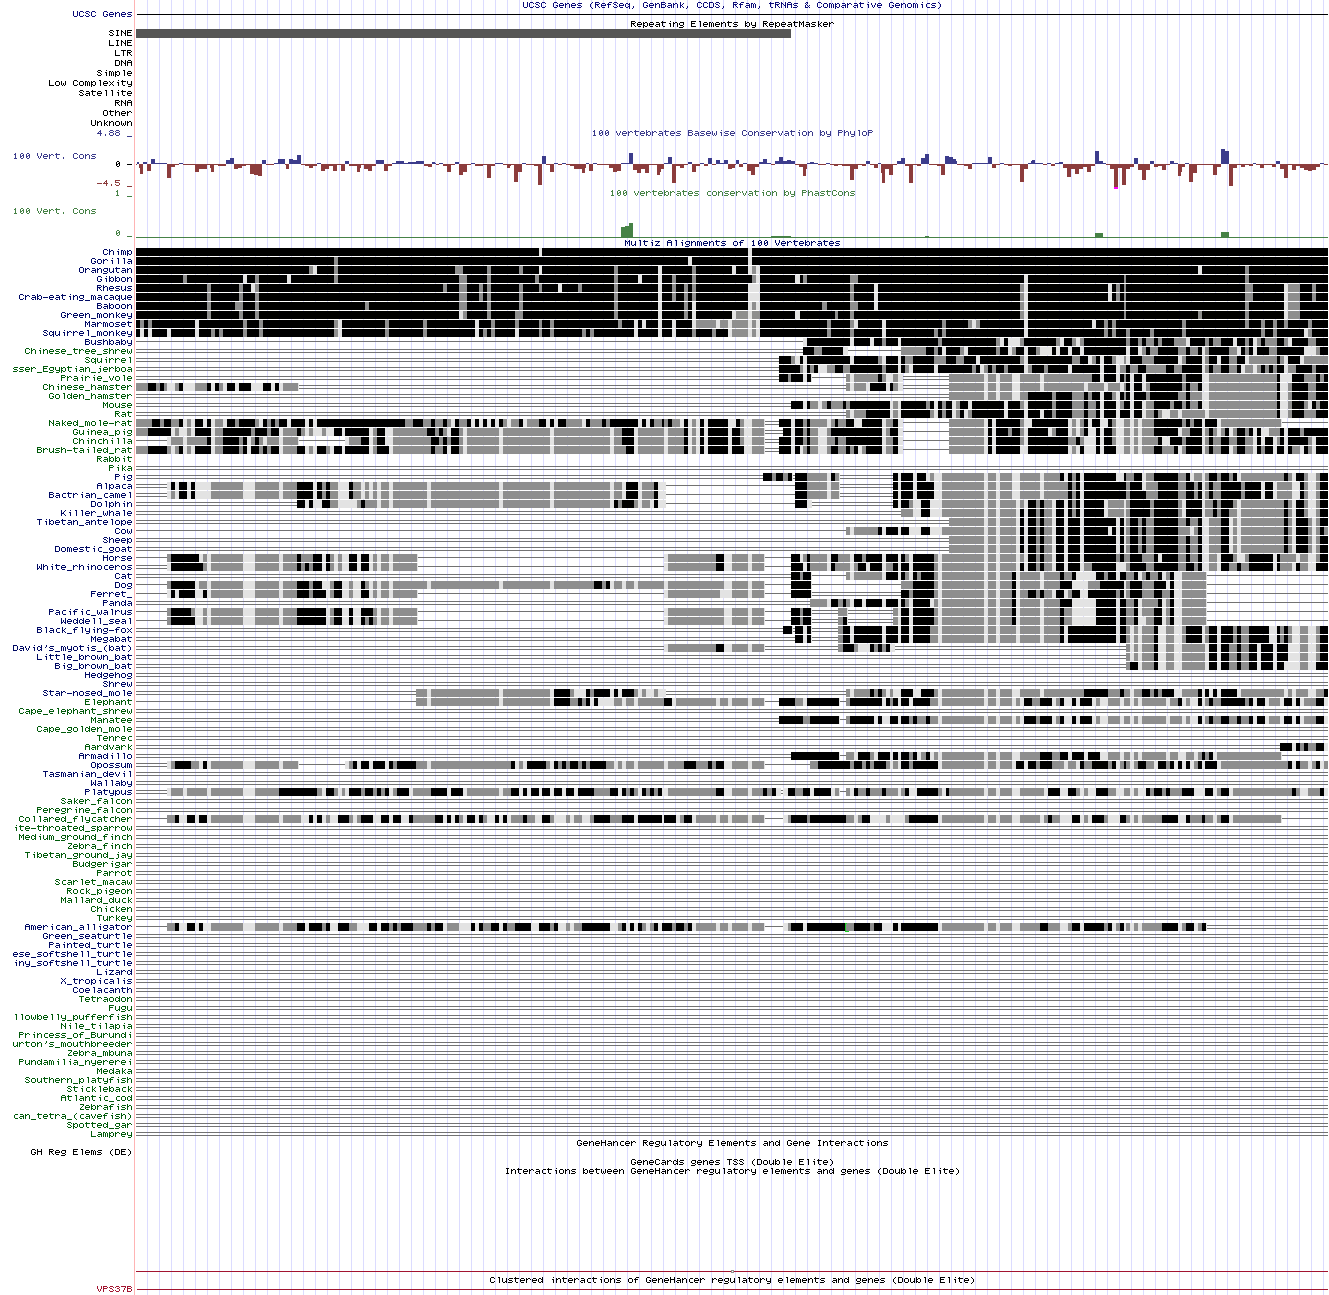 UCSC Genes (RefSeq, GenBank, CCDS, Rfam, tRNAs & Comparative Genomics)
UCSC Genes
Repeating Elements by RepeatMasker
SINE
LINE
LTR
DNA
Simple
Low Complexity
Satellite
RNA
Other
Unknown
4.88 _
100 vertebrates Basewise Conservation by PhyloP
100 Vert. Cons
0 -
-4.5 _
100 vertebrates conservation by PhastCons
1 _
100 Vert. Cons
0 _
Multiz Alignments of 100 Vertebrates
Chimp
Gorilla
Orangutan
Gibbon
Rhesus
Crab-eating_macaque
Baboon
Green_monkey
Marmoset
Squirrel_monkey
Bushbaby
Chinese_tree_shrew
Squirrel
sser_Egyptian_jerboa
Prairie_vole
Chinese_hamster
Golden_hamster
Mouse
Rat
Naked_mole-rat
Guinea_pig
Chinchilla
Brush-tailed_rat
Rabbit
Pika
Pig
Alpaca
Bactrian_camel
Dolphin
Killer_whale
Tibetan_antelope
Cow
Sheep
Domestic_goat
Horse
White_rhinoceros
Cat
Dog
Ferret_
Panda
Pacific_walrus
Weddell_seal
Black_flying-fox
Megabat
David's_myotis_(bat)
Little_brown_bat
Big_brown_bat
Hedgehog
Shrew
Star-nosed_mole
Elephant
Cape_elephant_shrew
Manatee
Cape_golden_mole
Tenrec
Aardvark
Armadillo
Opossum
Tasmanian_devil
Wallaby
Platypus
Saker_falcon
Peregrine_falcon
Collared_flycatcher
ite-throated_sparrow
Medium_ground_finch
Zebra_finch
Tibetan_ground_jay
Budgerigar
Parrot
Scarlet_macaw
Rock_pigeon
Mallard_duck
Chicken
Turkey
American_alligator
Green_seaturtle
Painted_turtle
ese_softshell_turtle
iny_softshell_turtle
Lizard
X_tropicalis
Coelacanth
Tetraodon
Fugu
llowbelly_pufferfish
Nile_tilapia
Princess_of_Burundi
urton's_mouthbreeder
Zebra_mbuna
Pundamilia_nyererei
Medaka
Southern_platyfish
Stickleback
Atlantic_cod
Zebrafish
can_tetra_(cavefish)
Spotted_gar
Lamprey
GeneHancer Regulatory Elements and Gene Interactions
GH Reg Elems (DE)
GeneCards genes TSS (Double Elite)
Interactions between GeneHancer regulatory elements and genes (Double Elite)
Clustered interactions of GeneHancer regulatory elements and genes (Double Elite)
VPS37B